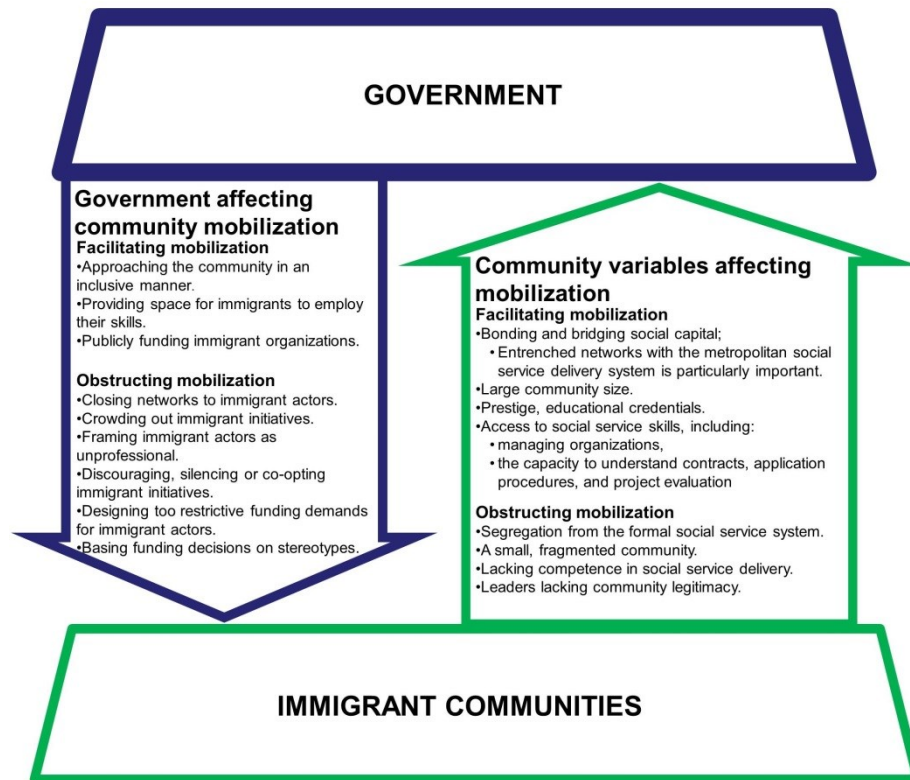 GOVERNMENT
Government affecting
community mobilization
Facilitating mobilization
•Approaching the community in an
inclusive manner.
•Providing space for immigrants to employ
their skills.
•Publicly funding immigrant organizations.
Obstructing mobilization
•Closing networks to immigrant actors.
•Crowding out immigrant initiatives.
•Framing immigrant actors as
unprofessional.
•Discouraging, silencing or co-opting
immigrant initiatives.
•Designing too restrictive funding demands
for immigrant actors.
•Basing funding decisions on stereotypes.
Community variables affecting
mobilization
Facilitating mobilization
•Bonding and bridging social capital;
• Entrenched networks with the metropolitan social
service delivery system is particularly important.
•Large community size.
•Prestige, educational credentials.
•Access to social service skills, including:
• managing organizations,
• the capacity to understand contracts, application
procedures, and project evaluation
Obstructing mobilization
•Segregation from the formal social service system.
•A small, fragmented community.
•Lacking competence in social service delivery.
•Leaders lacking community legitimacy.
IMMIGRANT COMMUNITIES